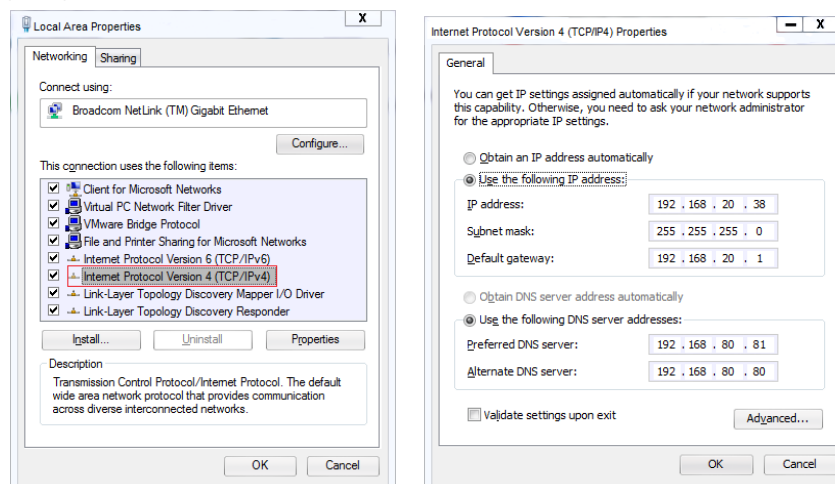 Local Area Properties
X
Networking
Sharing
Connect using:
Broadcom NetLink (TM) Gigabit Ethernet
Configure...
This connection uses the following items:
Client for Microsoft Networks
Virtual PC Network Filter Driver
VMware Bridge Protocol
File and Printer Sharing for Microsoft Networks
Internet Protocol Version 6 (TCP/IPv6)
Internet Protocol Version 4 (TCP/IPv4)
Link-Layer Topology Discovery Mapper I/O Driver
Link-Layer Topology Discovery Responder
Install...
Uninstall
Properties
Description
Transmission Control Protocol/Internet Protocol. The default
wide area network protocol that provides communication
across diverse interconnected networks.
OK
Cancel
Internet Protocol Version 4 (TCP/IP4) Properties
X
General
You can get IP settings assigned automatically if your network supports
this capability. Otherwise, you need to ask your network administrator
for the appropriate IP settings.
Obtain an IP address automatically
Use the following IP address:
IP address: 192 . 168 . 20 . 38
Subnet mask: 255 . 255 . 255 . 0
Default gateway: 192 . 168 . 20 . 1
Obtain DNS server address automatically
Use the following DNS server addresses:
Preferred DNS server: 192 . 168 . 80 . 81
Alternate DNS server: 192 . 168 . 80 . 80
Validate settings upon exit
Advanced...
OK
Cancel